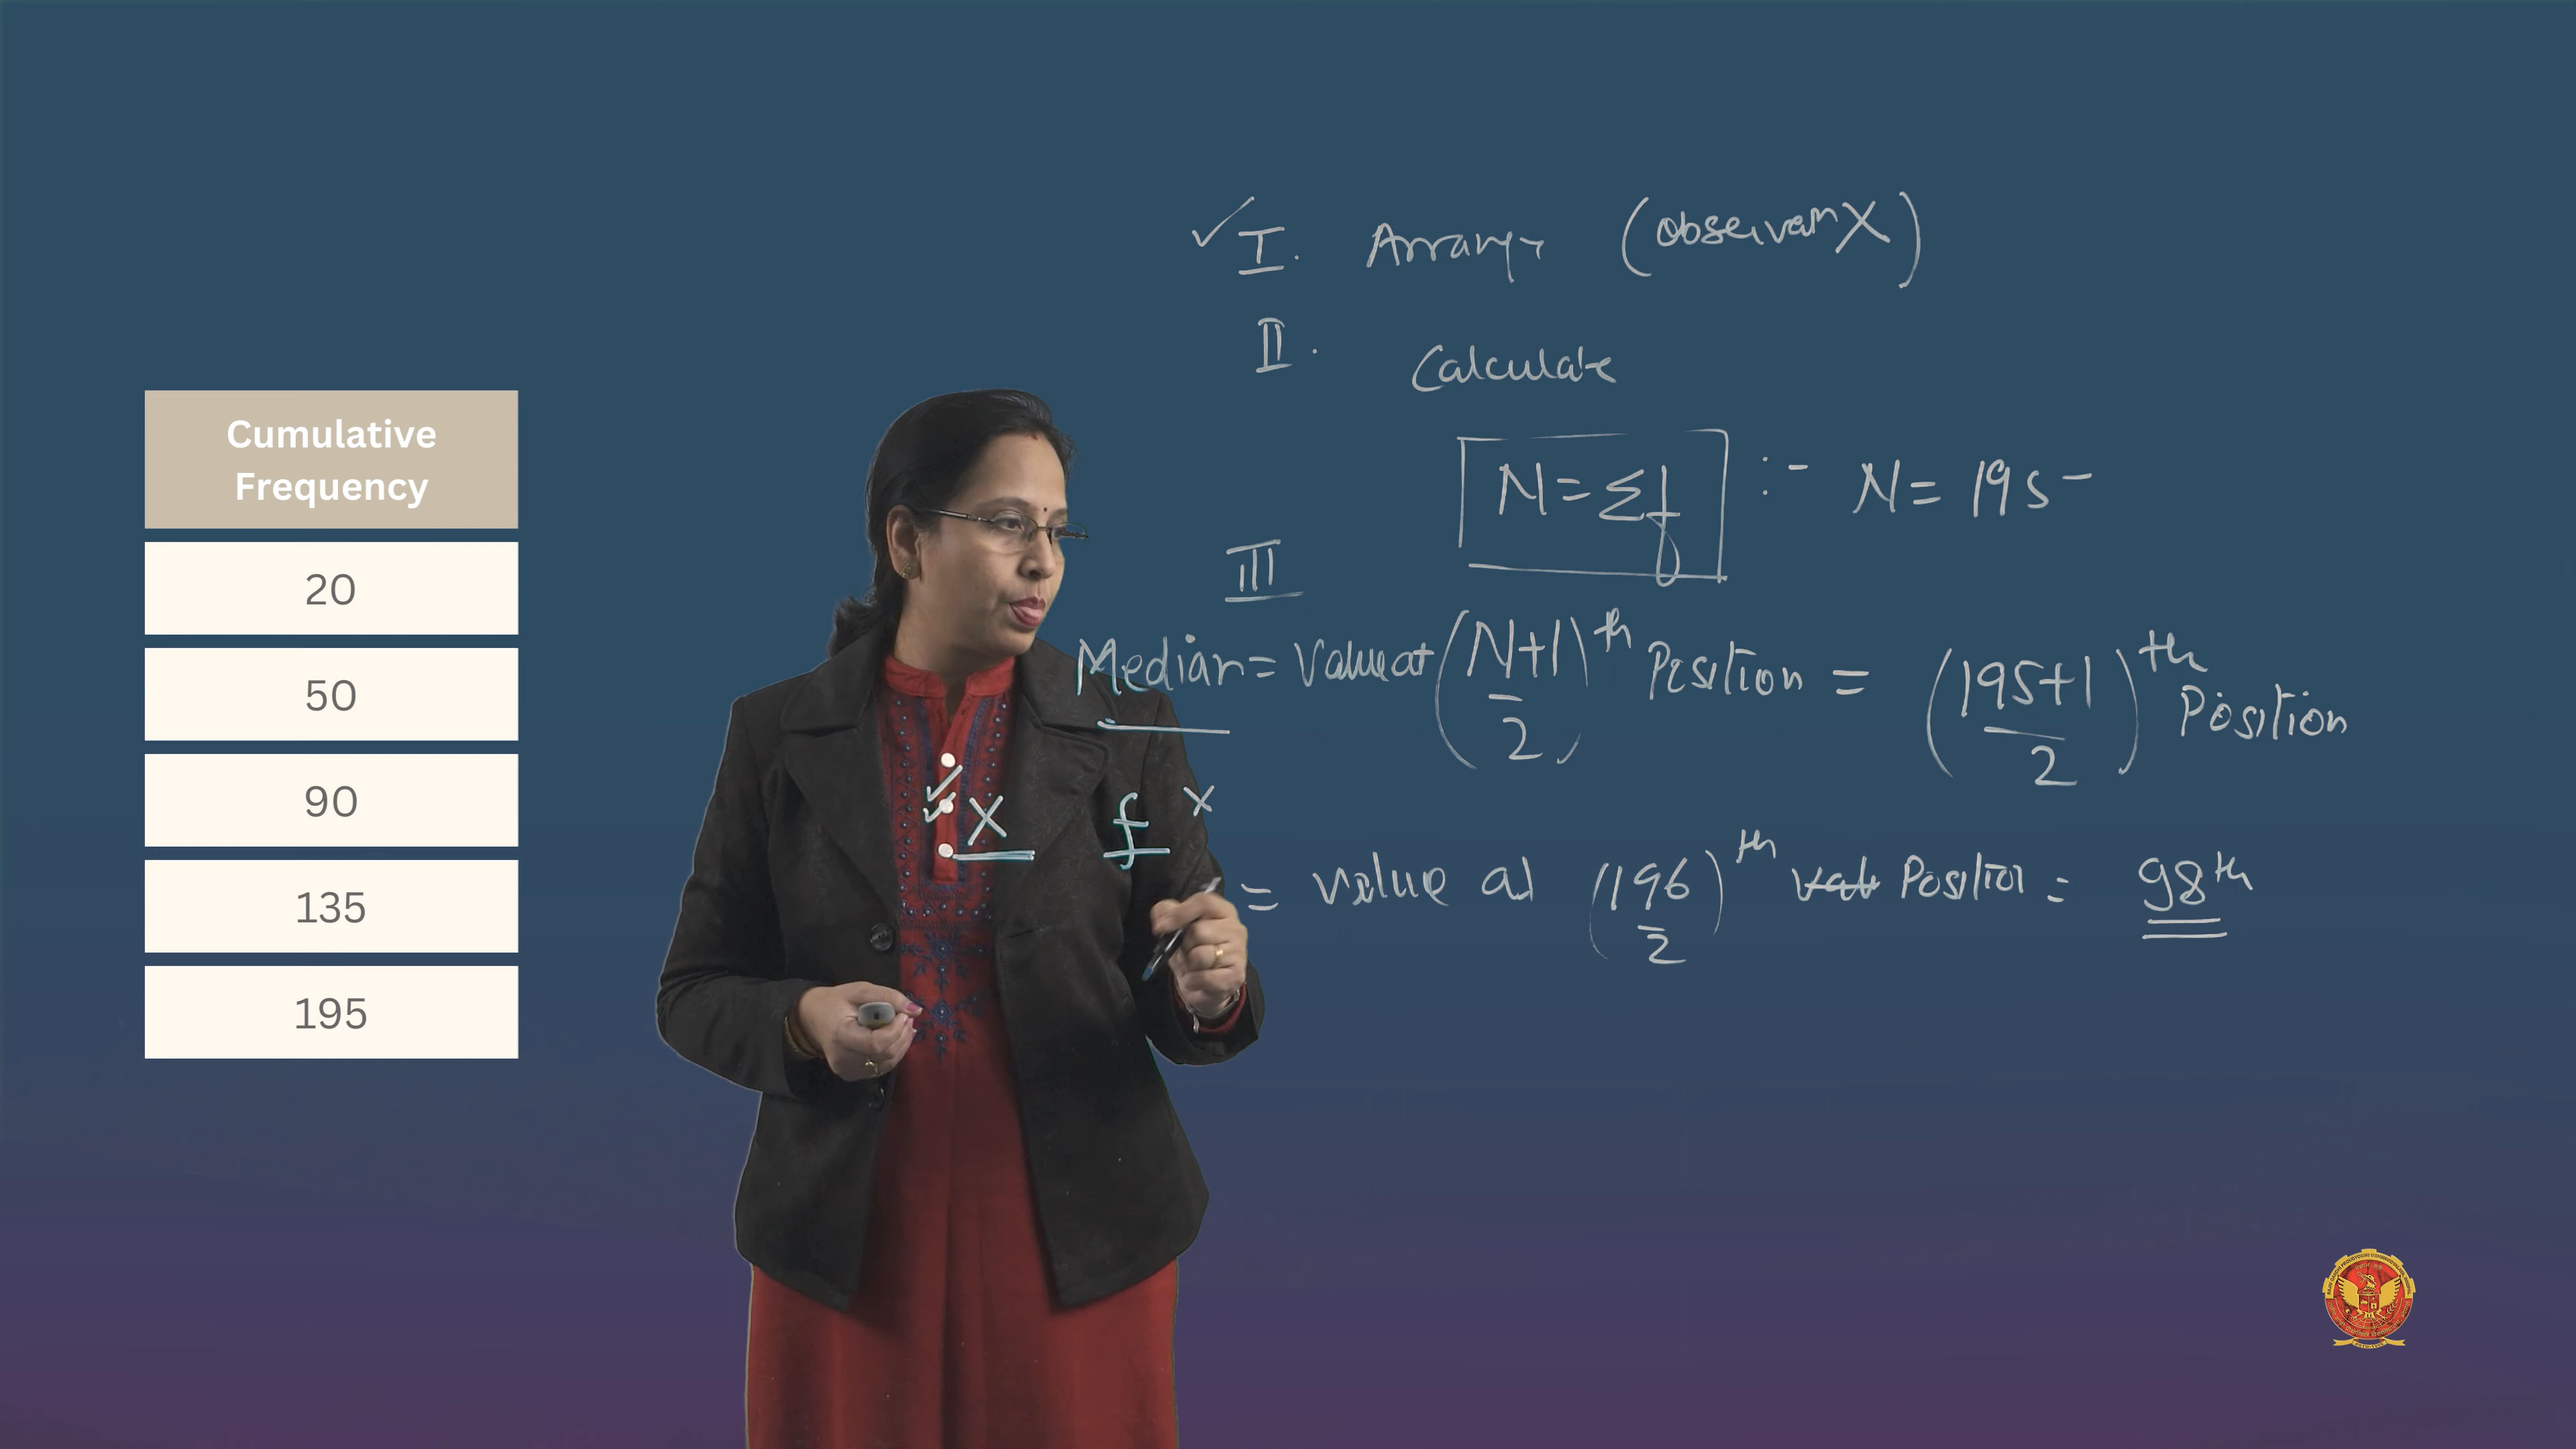 Cumulative
Frequency
20
50
90
135
195
✓ I. Arrange (observan X)
II. Calculate
N = Σf :- N = 195
III
Median = Value at (N+1/2)th Position = (195+1/2)th Position
✓✓ X f x
= value at (196/2)th Position = 98th